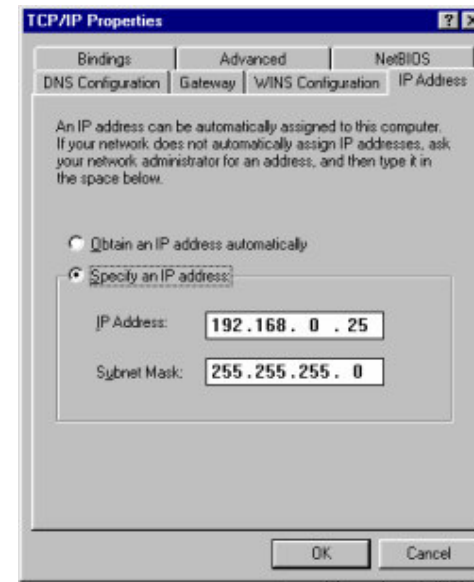 TCP/IP Properties
Bindings Advanced NetBIOS
DNS Configuration Gateway WINS Configuration IP Address
An IP address can be automatically assigned to this computer.
If your network does not automatically assign IP addresses, ask
your network administrator for an address, and then type it in
the space below.
Obtain an IP address automatically
Specify an IP address:
IP Address: 192.168. 0 .25
Subnet Mask: 255.255.255. 0
OK Cancel